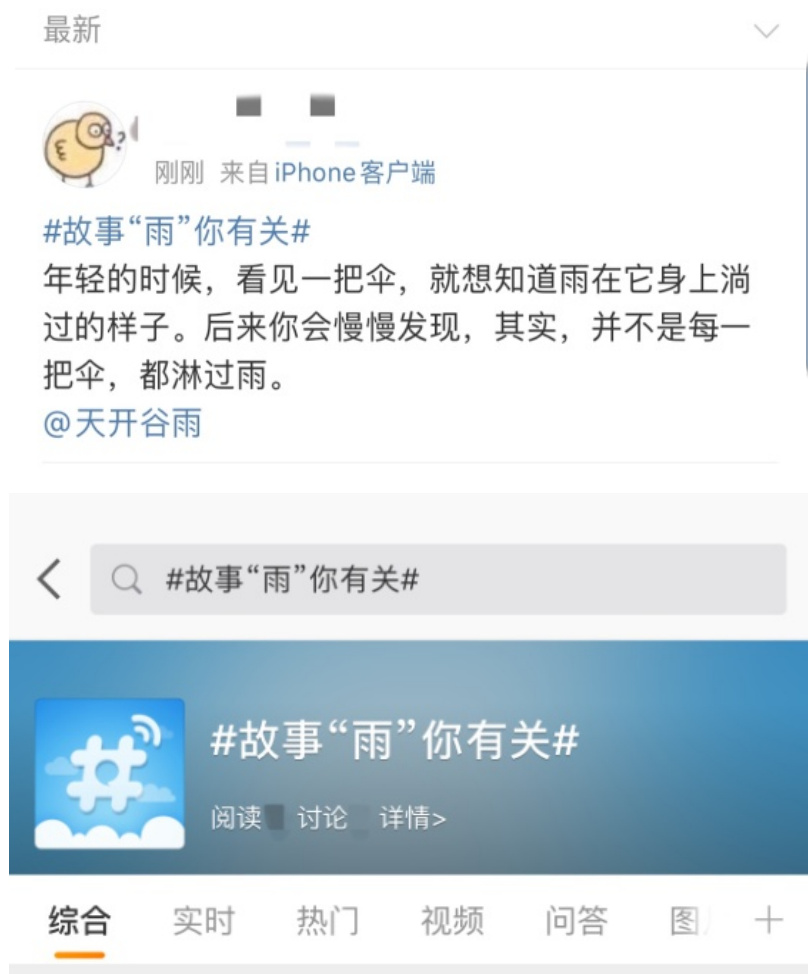 最新
刚刚 来自 iPhone客户端
#故事“雨”你有关#
年轻的时候，看见一把伞，就想知道雨在它身上淌
过的样子。后来你会慢慢发现，其实，并不是每一
把伞，都淋过雨。
@天开谷雨
#故事“雨”你有关#
#故事“雨”你有关#
阅读 讨论 详情>
综合 实时 热门 视频 问答 图